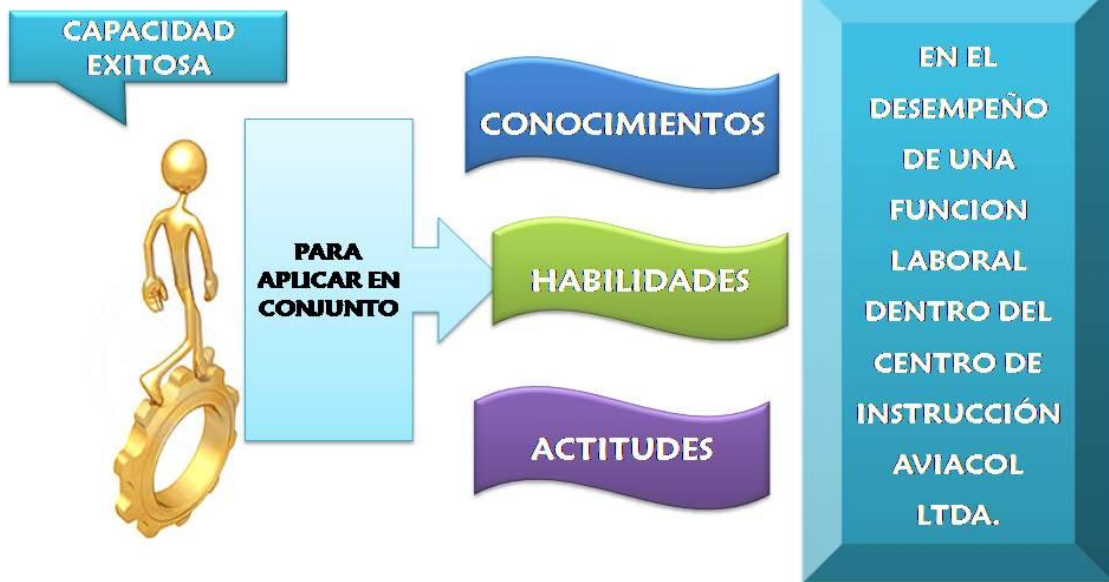 CAPACIDAD
EXITOSA
PARA
APLICAR EN
CONJUNTO
CONOCIMIENTOS
HABILIDADES
ACTITUDES
EN EL
DESEMPEÑO
DE UNA
FUNCION
LABORAL
DENTRO DEL
CENTRO DE
INSTRUCCIÓN
AVIACOL
LTDA.